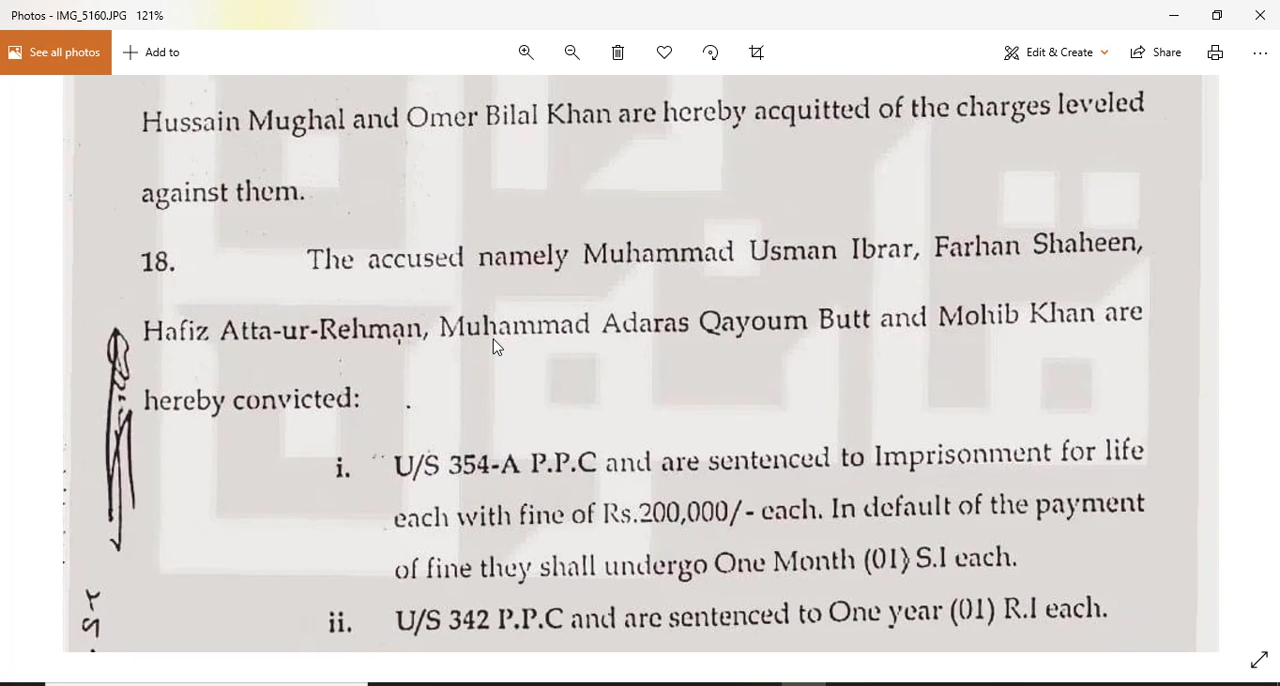 Photos - IMG_5160.JPG 121%
See all photos
Add to
Edit & Create
Share
Hussain Mughal and Omer Bilal Khan are hereby acquitted of the charges leveled
against them.
18. The accused namely Muhammad Usman Ibrar, Farhan Shaheen,
Hafiz Atta-ur-Rehman, Muhammad Adaras Qayoum Butt and Mohib Khan are
hereby convicted:
i. U/S 354-A P.P.C and are sentenced to Imprisonment for life
each with fine of Rs.200,000/- each. In default of the payment
of fine they shall undergo One Month (01) S.I each.
ii. U/S 342 P.P.C and are sentenced to One year (01) R.I each.